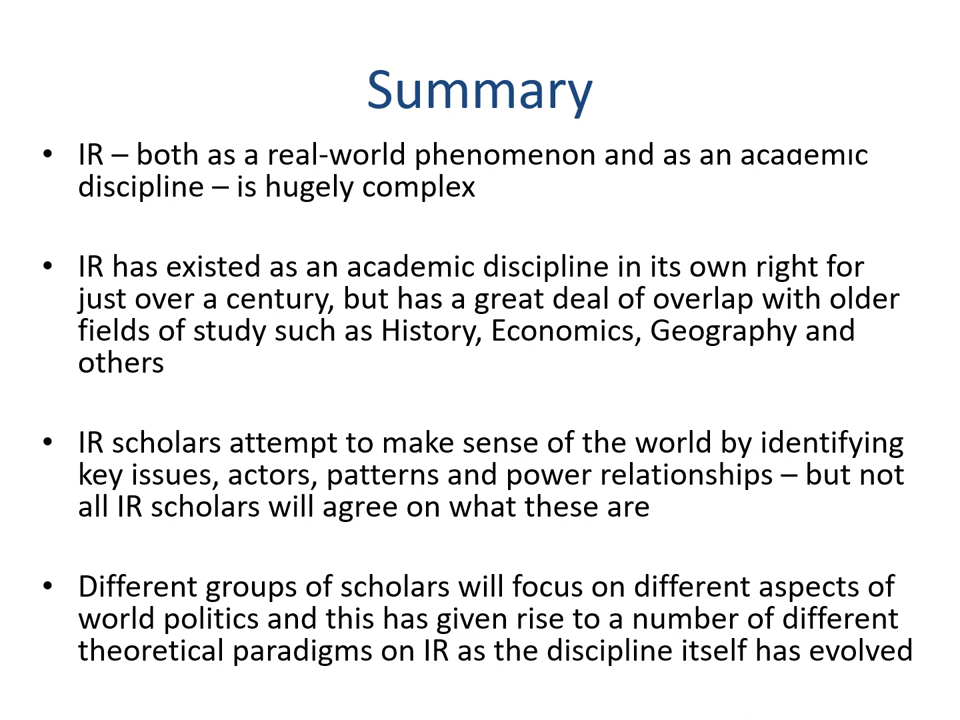 Summary
• IR – both as a real-world phenomenon and as an academic
discipline – is hugely complex
• IR has existed as an academic discipline in its own right for
just over a century, but has a great deal of overlap with older
fields of study such as History, Economics, Geography and
others
• IR scholars attempt to make sense of the world by identifying
key issues, actors, patterns and power relationships – but not
all IR scholars will agree on what these are
• Different groups of scholars will focus on different aspects of
world politics and this has given rise to a number of different
theoretical paradigms on IR as the discipline itself has evolved